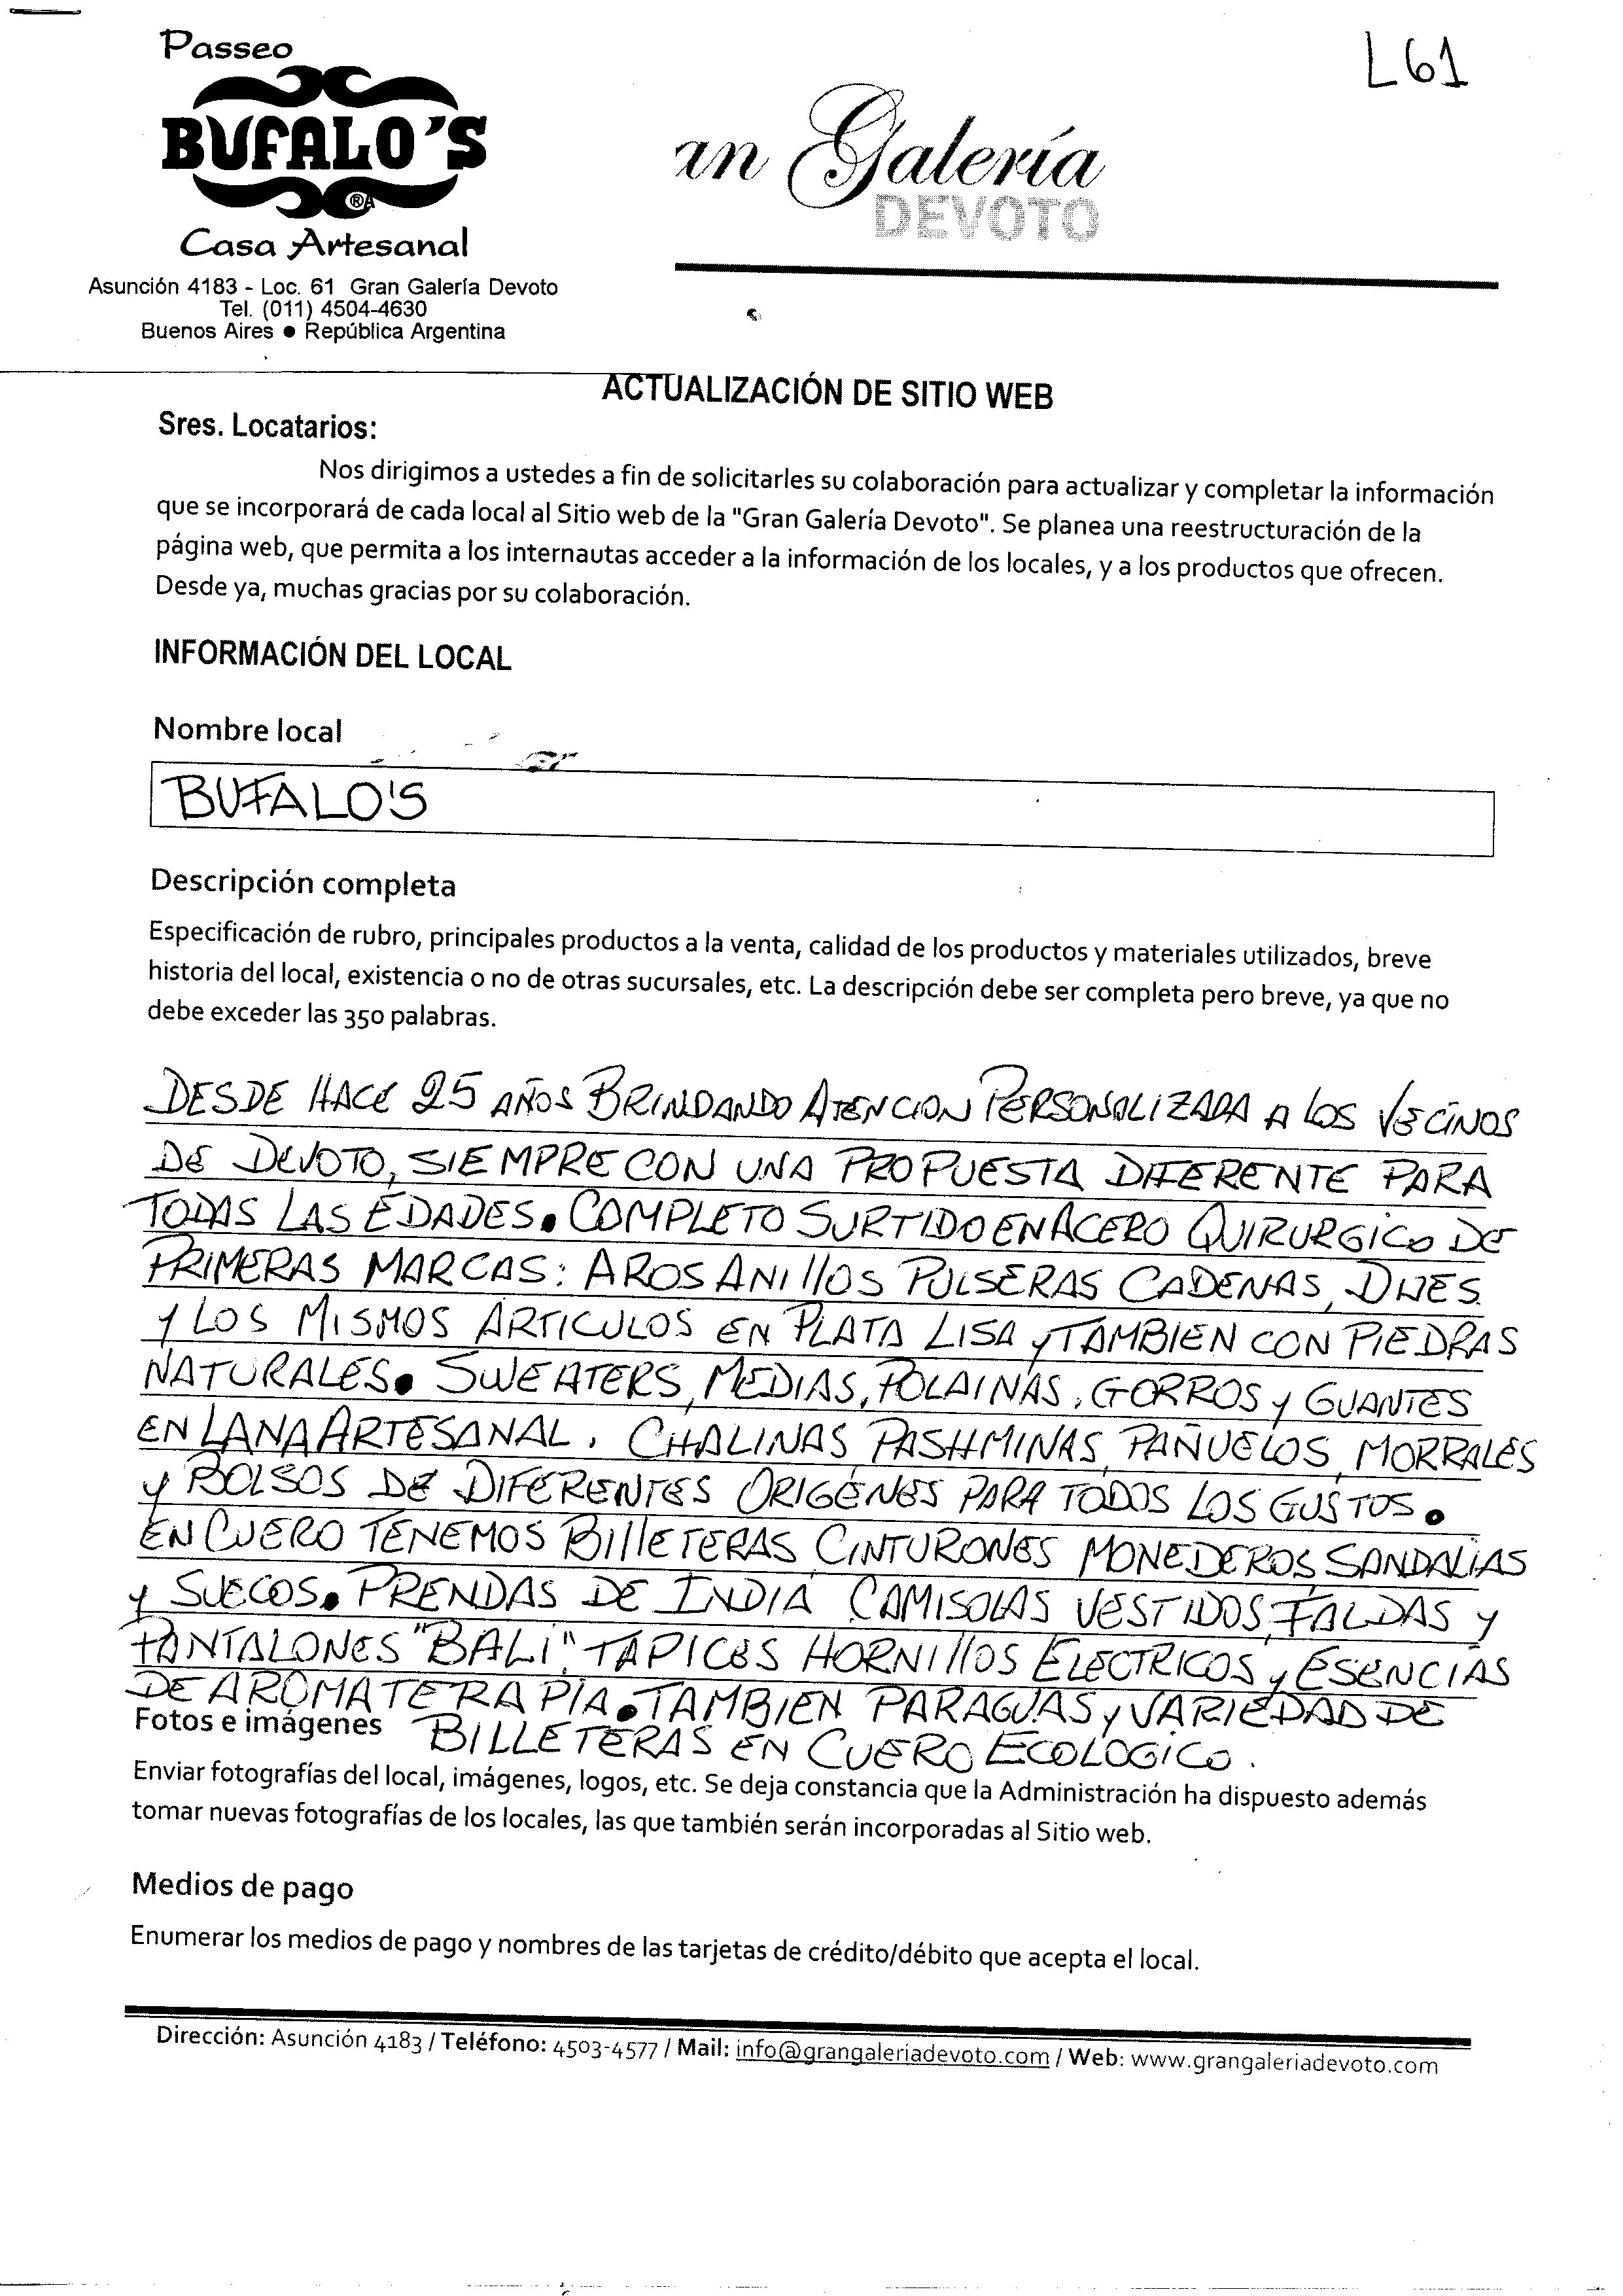 Passeo
BUFALO'S
®A
Casa Artesanal
Asunción 4183 - Loc. 61 Gran Galería Devoto
Tel. (011) 4504-4630
Buenos Aires ● República Argentina
L61
an Galería
DEVOTO
ACTUALIZACIÓN DE SITIO WEB
Sres. Locatarios:
Nos dirigimos a ustedes a fin de solicitarles su colaboración para actualizar y completar la información
que se incorporará de cada local al Sitio web de la "Gran Galería Devoto". Se planea una reestructuración de la
página web, que permita a los internautas acceder a la información de los locales, y a los productos que ofrecen.
Desde ya, muchas gracias por su colaboración.
INFORMACIÓN DEL LOCAL
Nombre local
BUFALO'S
Descripción completa
Especificación de rubro, principales productos a la venta, calidad de los productos y materiales utilizados, breve
historia del local, existencia o no de otras sucursales, etc. La descripción debe ser completa pero breve, ya que no
debe exceder las 350 palabras.
DESDE HACE 25 AÑOS BRINDANDO ATENCION PERSONALIZADA A LOS VECINOS
DE DEVOTO, SIEMPRE CON UNA PROPUESTA DIFERENTE PARA
TODAS LAS EDADES. COMPLETO SURTIDO EN ACERO QUIRURGICO DE
PRIMERAS MARCAS: AROS ANILLOS PULSERAS CADENAS, DIJES
Y LOS MISMOS ARTICULOS EN PLATA LISA Y TAMBIEN CON PIEDRAS
NATURALES. SWEATERS, MEDIAS, POLAINAS, GORROS Y GUANTES
EN LANA ARTESANAL, CHALINAS PASHMINAS, PAÑUELOS, MORRALES
Y BOLSOS DE DIFERENTES ORIGENES PARA TODOS LOS GUSTOS.
EN CUERO TENEMOS BILLETERAS CINTURONES MONEDEROS, SANDALIAS
Y SUECOS. PRENDAS DE INDIA CAMISOLAS VESTIDOS, FALDAS Y
PANTALONES "BALI", TAPICES HORNILLOS ELECTRICOS y ESENCIAS
DE AROMATERAPIA. TAMBIEN PARAGUAS y VARIEDAD DE
BILLETERAS EN CUERO ECOLOGICO.
Fotos e imágenes
Enviar fotografías del local, imágenes, logos, etc. Se deja constancia que la Administración ha dispuesto además
tomar nuevas fotografías de los locales, las que también serán incorporadas al Sitio web.
Medios de pago
Enumerar los medios de pago y nombres de las tarjetas de crédito/débito que acepta el local.
Dirección: Asunción 4183 / Teléfono: 4503-4577 / Mail: info@grangaleriadevoto.com / Web: www.grangaleriadevoto.com